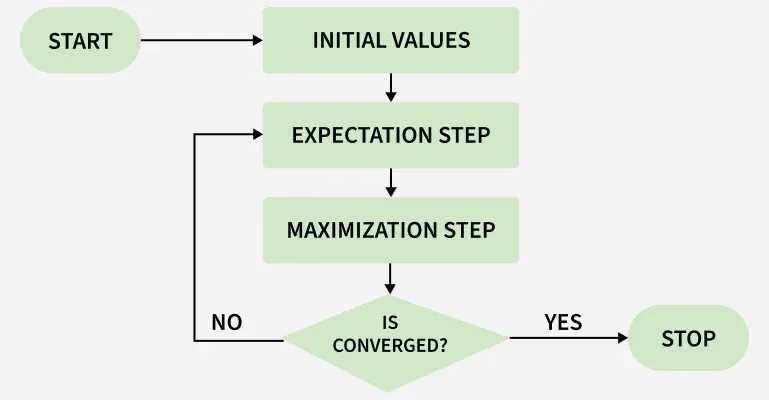 START
INITIAL VALUES
EXPECTATION STEP
MAXIMIZATION STEP
IS
CONVERGED?
NO
YES
STOP